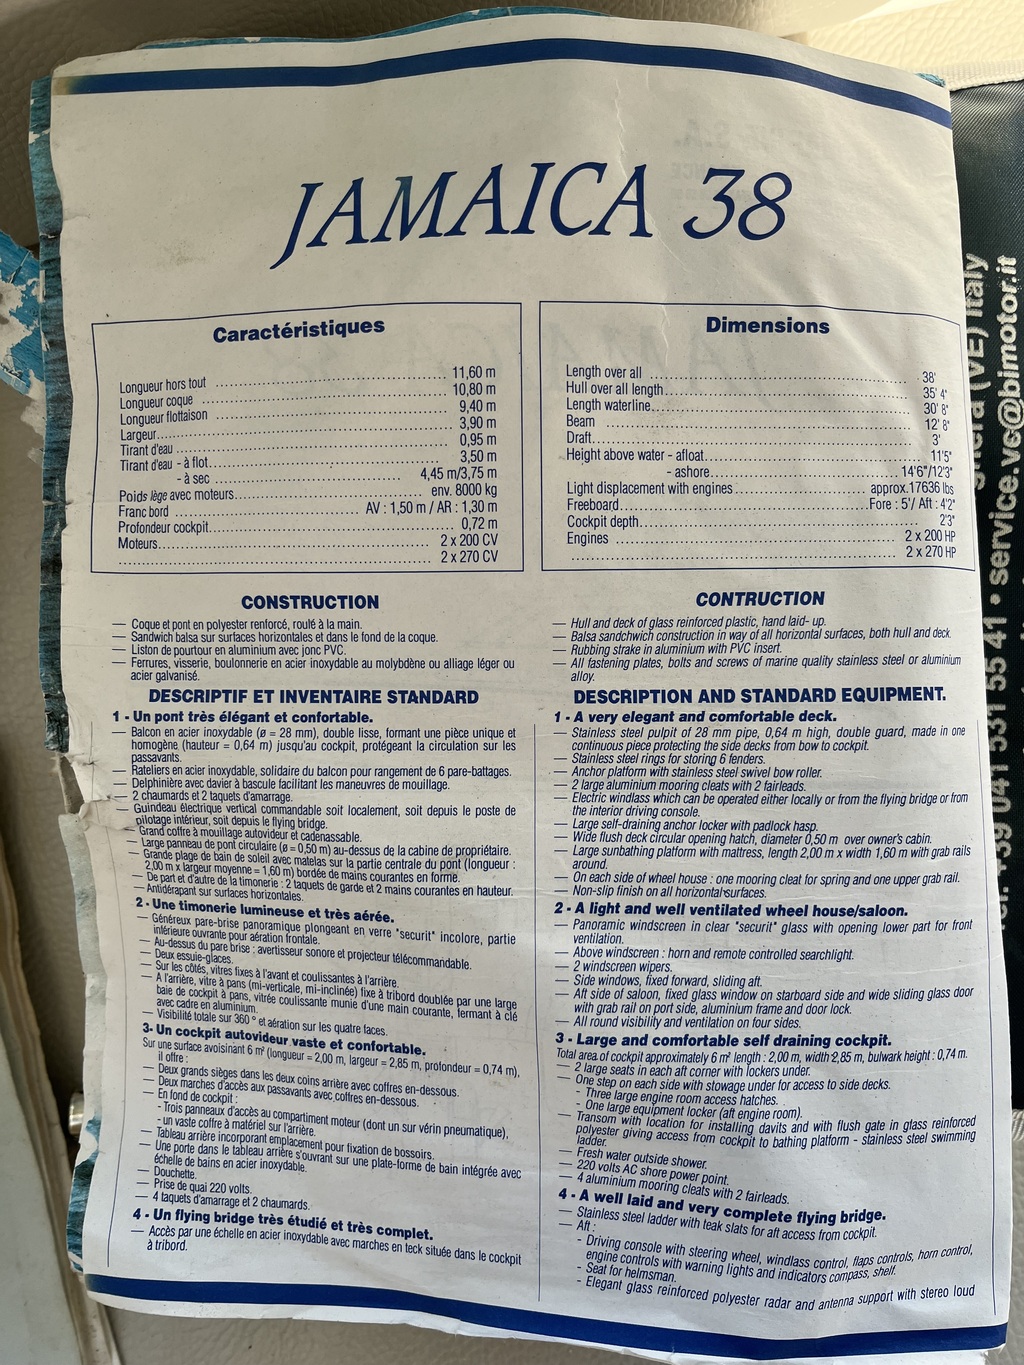 JAMAICA 38
Caractéristiques
Longueur hors tout 11,60 m
Longueur coque 10,80 m
Longueur flottaison 9,40 m
Largeur 3,90 m
Tirant d'eau 0,95 m
Tirant d'eau - à flot 3,50 m
- à sec 4,45 m/3,75 m
Poids lège avec moteurs env. 8000 kg
Franc bord AV : 1,50 m / AR : 1,30 m
Profondeur cockpit 0,72 m
Moteurs 2 x 200 CV
2 x 270 CV
CONSTRUCTION
— Coque et pont en polyester renforcé, roulé à la main.
— Sandwich balsa sur surfaces horizontales et dans le fond de la coque.
— Liston de pourtour en aluminium avec jonc PVC.
— Ferrures, visserie, boulonnerie en acier inoxydable au molybdène ou alliage léger ou
acier galvanisé.
DESCRIPTIF ET INVENTAIRE STANDARD
1 - Un pont très élégant et confortable.
— Balcon en acier inoxydable (ø = 28 mm), double lisse, formant une pièce unique et
homogène (hauteur = 0,64 m) jusqu'au cockpit, protégeant la circulation sur les
passavants.
— Rateliers en acier inoxydable, solidaire du balcon pour rangement de 6 pare-battages.
— Delphinière avec davier à bascule facilitant les maneuvres de mouillage.
— 2 chaumards et 2 taquets d'amarrage.
— Guindeau électrique vertical commandable soit localement, soit depuis le poste de
pilotage intérieur, soit depuis le flying bridge.
— Grand coffre à mouillage autovideur et cadenassable.
— Large panneau de pont circulaire (ø = 0,50 m) au-dessus de la cabine de propriétaire.
— Grande plage de bain de soleil avec matelas sur la partie centrale du pont (longueur :
2,00 m x largeur moyenne = 1,60 m) bordée de mains courantes en forme.
— De part et d'autre de la timonerie : 2 taquets de garde et 2 mains courantes en hauteur.
— Antidérapant sur surfaces horizontales.
2 - Une timonerie lumineuse et très aérée.
— Généreux pare-brise panoramique plongeant en verre "securit" incolore, partie
intérieure ouvrante pour aération frontale.
— Au-dessus du pare brise : avertisseur sonore et projecteur télécommandable.
— Deux essuie-glaces.
— Sur les côtés, vitres fixes à l'avant et coulissantes à l'arrière.
— A l'arrière, vitre à pans (mi-verticale, mi-inclinée) fixe à tribord doublée par une large
baie de cockpit à pans, vitrée coulissante munie d'une main courante, fermant à clé
avec cadre en aluminium.
— Visibilité totale sur 360° et aération sur les quatre faces.
3- Un cockpit autovideur vaste et confortable.
Sur une surface avoisinant 6 m² (longueur = 2,00 m, largeur = 2,85 m, profondeur = 0,74 m),
il offre :
— Deux grands sièges dans les deux coins arrière avec coffres en-dessous.
— Deux marches d'accès aux passavants avec coffres en-dessous.
— En fond de cockpit :
- Trois panneaux d'accès au compartiment moteur (dont un sur vérin pneumatique),
- un vaste coffre à matériel sur l'arrière.
— Tableau arrière incorporant emplacement pour fixation de bossoirs.
— Une porte dans le tableau arrière s'ouvrant sur une plate-forme de bain intégrée avec
échelle de bains en acier inoxydable.
— Douchette.
— Prise de quai 220 volts.
— 4 taquets d'amarrage et 2 chaumards.
4 - Un flying bridge très étudié et très complet.
— Accès par une échelle en acier inoxydable avec marches en teck située dans le cockpit
à tribord.
Dimensions
Length over all 38'
Hull over all length 35' 4"
Length waterline 30' 8"
Beam 12' 8"
Draft 3'
Height above water - afloat 11'5"
- ashore 14'6"/12'3"
Light displacement with engines approx.17636 lbs
Freeboard Fore : 5'/ Aft : 4'2"
Cockpit depth 2'3"
Engines 2 x 200 HP
2 x 270 HP
CONTRUCTION
— Hull and deck of glass reinforced plastic, hand laid- up.
— Balsa sandchwich construction in way of all horizontal surfaces, both hull and deck.
— Rubbing strake in aluminium with PVC insert.
— All fastening plates, bolts and screws of marine quality stainless steel or aluminium
alloy.
DESCRIPTION AND STANDARD EQUIPMENT.
1 - A very elegant and comfortable deck.
— Stainless steel pulpit of 28 mm pipe, 0,64 m high, double guard, made in one
continuous piece protecting the side decks from bow to cockpit.
— Stainless steel rings for storing 6 fenders.
— Anchor platform with stainless steel swivel bow roller.
— 2 large aluminium mooring cleats with 2 fairleads.
— Electric windlass which can be operated either locally or from the flying bridge or from
the interior driving console.
— Large self-draining anchor locker with padlock hasp.
— Wide flush deck circular opening hatch, diameter 0,50 m over owner's cabin.
— Large sunbathing platform with mattress, length 2,00 m x width 1,60 m with grab rails
around.
— On each side of wheel house : one mooring cleat for spring and one upper grab rail.
— Non-slip finish on all horizontal surfaces.
2 - A light and well ventilated wheel house/saloon.
— Panoramic windscreen in clear "securit" glass with opening lower part for front
ventilation.
— Above windscreen : horn and remote controlled searchlight.
— 2 windscreen wipers.
— Side windows, fixed forward, sliding aft.
— Aft side of saloon, fixed glass window on starboard side and wide sliding glass door
with grab rail on port side, aluminium frame and door lock.
— All round visibility and ventilation on four sides.
3 - Large and comfortable self draining cockpit.
Total area of cockpit approximately 6 m² length : 2,00 m, width 2,85 m, bulwark height : 0,74 m.
— 2 large seats in each aft corner with lockers under.
— One step on each side with stowage under for access to side decks.
- Three large engine room access hatches.
- One large equipment locker (aft engine room).
— Transom with location for installing davits and with flush gate in glass reinforced
polyester giving access from cockpit to bathing platform - stainless steel swimming
ladder.
— Fresh water outside shower.
— 220 volts AC shore power point.
— 4 aluminium mooring cleats with 2 fairleads.
4 - A well laid and very complete flying bridge.
— Stainless steel ladder with teak slats for aft access from cockpit.
— Aft :
- Driving console with steering wheel, windlass control, flaps controls, horn control,
engine controls with warning lights and indicators compass, shelf.
- Seat for helmsman.
- Elegant glass reinforced polyester radar and antenna support with stereo loud
(VE) Italy
+39 041 531 55 41 • service.ve@bimotor.it